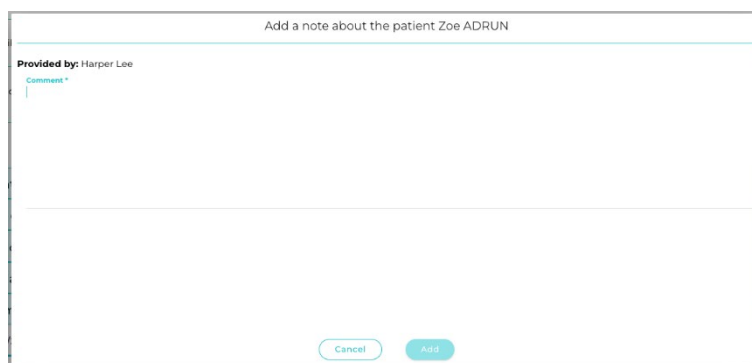 Add a note about the patient Zoe ADRUN
Provided by: Harper Lee
Comment *
Cancel
Add